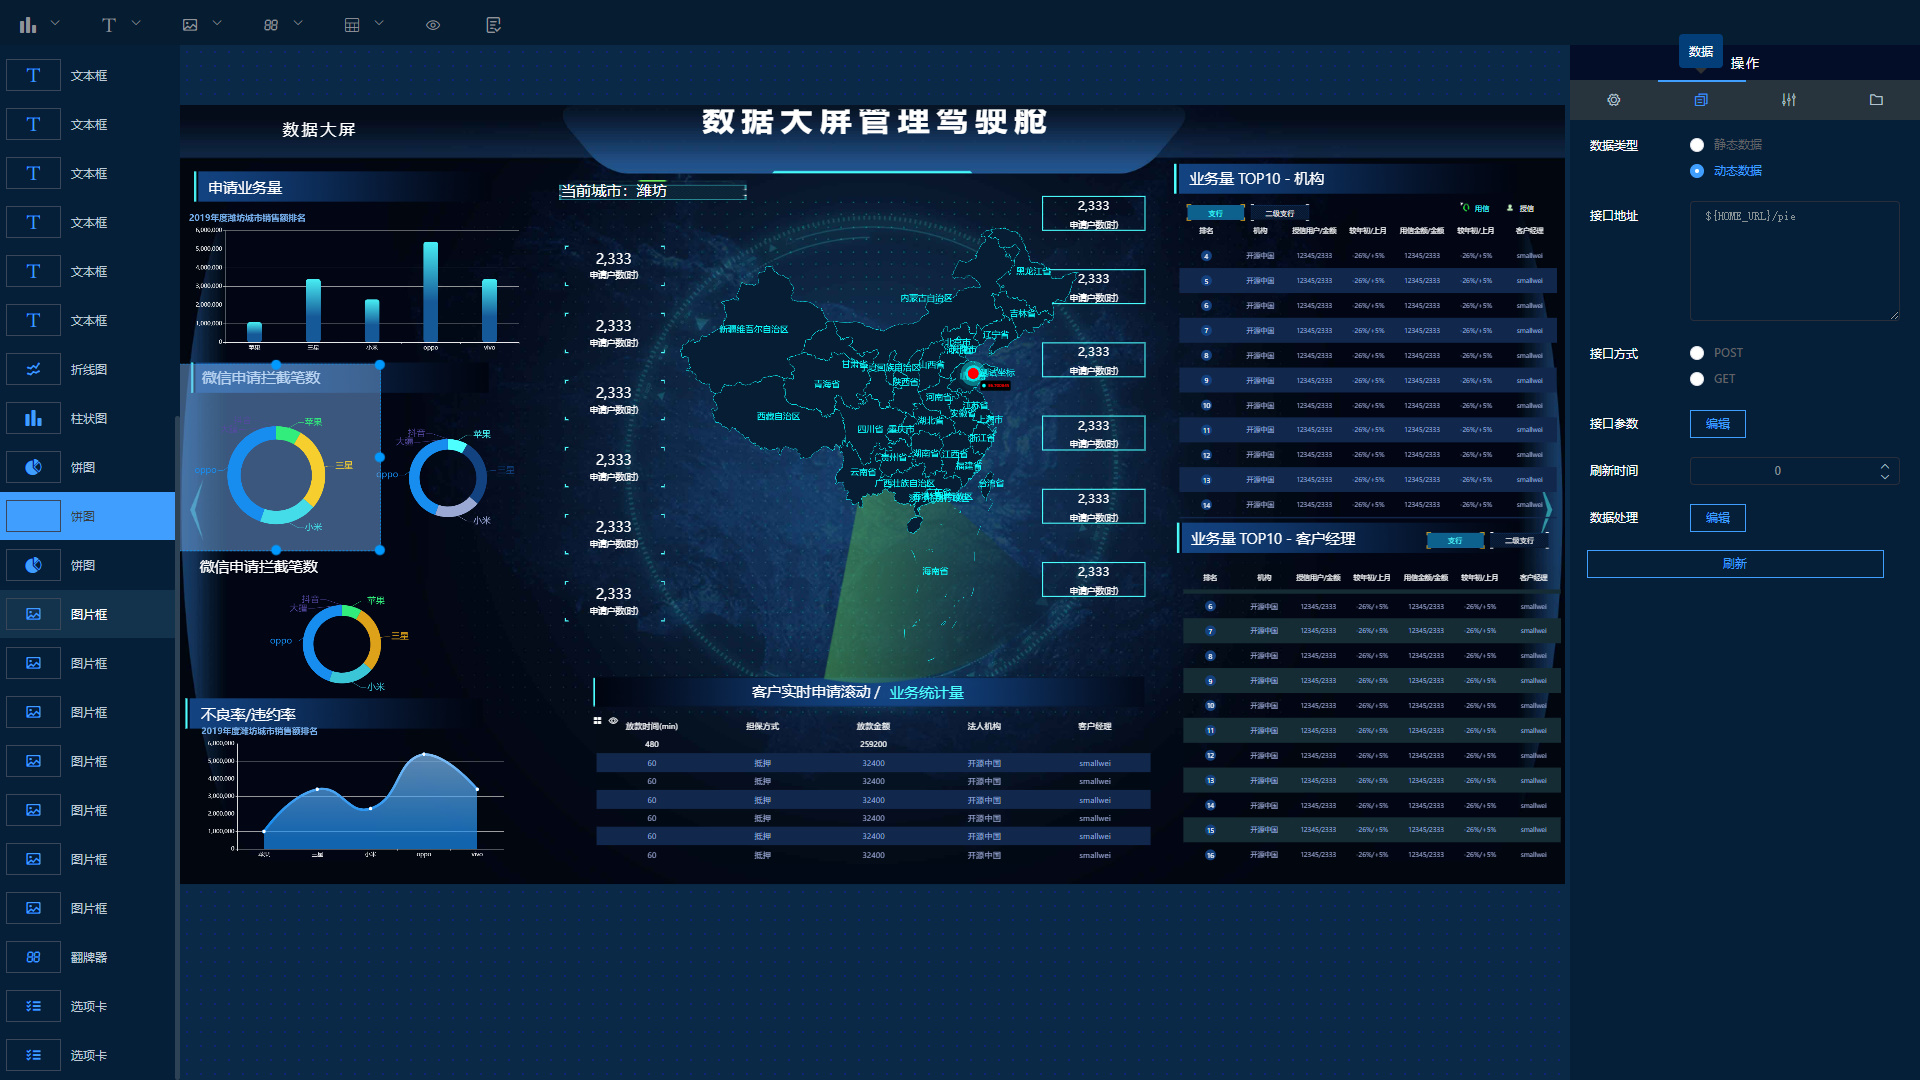 文本框
文本框
文本框
文本框
文本框
文本框
折线图
柱状图
饼图
饼图
饼图
图片框
图片框
图片框
图片框
图片框
图片框
图片框
翻牌器
选项卡
选项卡
数据大屏
数据大屏管理驾驶舱
申请业务量
2019年度潍坊城市销售额排名
6,000,000
5,000,000
4,000,000
3,000,000
2,000,000
1,000,000
0
苹果 三星 小米 oppo vivo
微信申请拦截笔数
苹果
三星
小米
oppo
抖音
大疆
苹果
三星
小米
oppo
微信申请拦截笔数
抖音
大疆
苹果
三星
小米
oppo
不良率/违约率
2019年度潍坊城市销售额排名
6,000,000
5,000,000
4,000,000
3,000,000
2,000,000
1,000,000
0
苹果 三星 小米 oppo vivo
当前城市：潍坊
2,333
申请户数(时)
2,333
申请户数(时)
2,333
申请户数(时)
2,333
申请户数(时)
2,333
申请户数(时)
2,333
申请户数(时)
黑龙江省
内蒙古自治区
吉林省
新疆维吾尔自治区
辽宁省
北京市
甘肃省
山西省
青海省
陕西省
河南省
江苏省
西藏自治区
湖北省
安徽省
上海市
四川省
重庆市
浙江省
贵州省
湖南省
江西省
云南省
福建省
广西壮族自治区
台湾省
海南省
2,333
申请户数(时)
2,333
申请户数(时)
2,333
申请户数(时)
2,333
申请户数(时)
2,333
申请户数(时)
2,333
申请户数(时)
客户实时申请滚动 / 业务统计量
放款时间(min) 担保方式 放款金额 法人机构 客户经理
480 259200
60 抵押 32400 开源中国 smallwei
60 抵押 32400 开源中国 smallwei
60 抵押 32400 开源中国 smallwei
60 抵押 32400 开源中国 smallwei
60 抵押 32400 开源中国 smallwei
60 抵押 32400 开源中国 smallwei
业务量 TOP10 - 机构
支行 二级支行 用信 授信
排名 机构 授信用户/金额 较年初/上月 用信金额/金额 较年初/上月 客户经理
4 开源中国 12345/2333 -26%/+5% 12345/2333 -26%/+5% smallwei
5 开源中国 12345/2333 -26%/+5% 12345/2333 -26%/+5% smallwei
6 开源中国 12345/2333 -26%/+5% 12345/2333 -26%/+5% smallwei
7 开源中国 12345/2333 -26%/+5% 12345/2333 -26%/+5% smallwei
8 开源中国 12345/2333 -26%/+5% 12345/2333 -26%/+5% smallwei
9 开源中国 12345/2333 -26%/+5% 12345/2333 -26%/+5% smallwei
10 开源中国 12345/2333 -26%/+5% 12345/2333 -26%/+5% smallwei
11 开源中国 12345/2333 -26%/+5% 12345/2333 -26%/+5% smallwei
12 开源中国 12345/2333 -26%/+5% 12345/2333 -26%/+5% smallwei
13 开源中国 12345/2333 -26%/+5% 12345/2333 -26%/+5% smallwei
14 开源中国 12345/2333 -26%/+5% 12345/2333 -26%/+5% smallwei
业务量 TOP10 - 客户经理
支行 二级支行
排名 机构 授信用户/金额 较年初/上月 用信金额/金额 较年初/上月 客户经理
6 开源中国 12345/2333 -26%/+5% 12345/2333 -26%/+5% smallwei
7 开源中国 12345/2333 -26%/+5% 12345/2333 -26%/+5% smallwei
8 开源中国 12345/2333 -26%/+5% 12345/2333 -26%/+5% smallwei
9 开源中国 12345/2333 -26%/+5% 12345/2333 -26%/+5% smallwei
10 开源中国 12345/2333 -26%/+5% 12345/2333 -26%/+5% smallwei
11 开源中国 12345/2333 -26%/+5% 12345/2333 -26%/+5% smallwei
12 开源中国 12345/2333 -26%/+5% 12345/2333 -26%/+5% smallwei
13 开源中国 12345/2333 -26%/+5% 12345/2333 -26%/+5% smallwei
14 开源中国 12345/2333 -26%/+5% 12345/2333 -26%/+5% smallwei
15 开源中国 12345/2333 -26%/+5% 12345/2333 -26%/+5% smallwei
16 开源中国 12345/2333 -26%/+5% 12345/2333 -26%/+5% smallwei
数据
操作
数据类型 静态数据
动态数据
接口地址 ${HOME_URL}/pie
接口方式 POST
GET
接口参数 编辑
刷新时间 0
数据处理 编辑
刷新